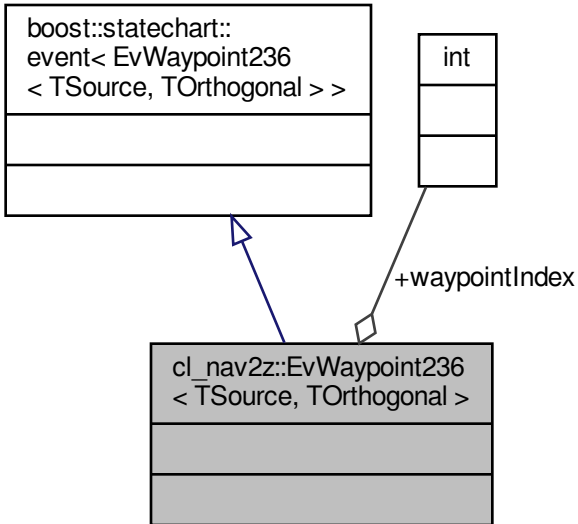 boost::statechart::
event< EvWaypoint236
< TSource, TOrthogonal > >
int
+waypointIndex
cl_nav2z::EvWaypoint236
< TSource, TOrthogonal >